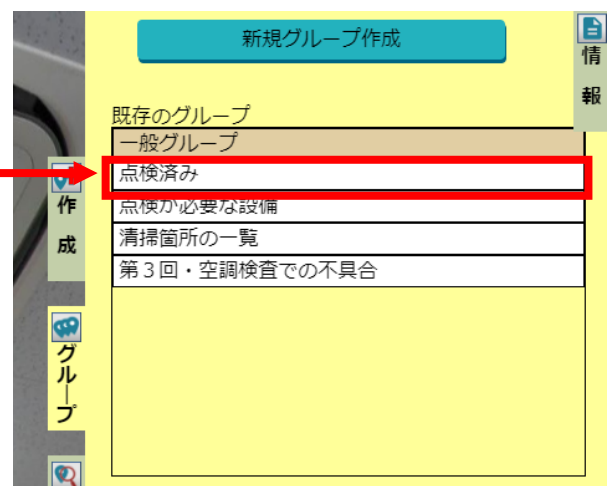 新規グループ作成
情報
既存のグループ
一般グループ
点検済み
点検が必要な設備
清掃箇所の一覧
第3回・空調検査での不具合
作成
グループ